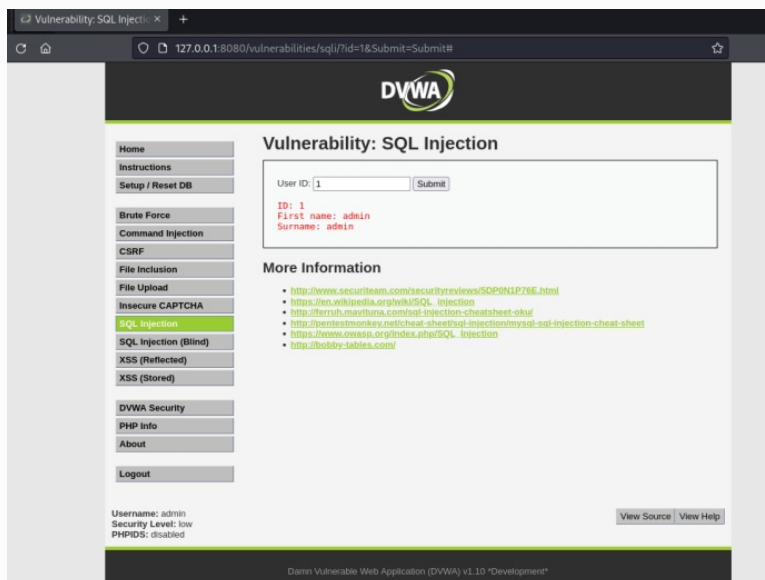 Vulnerability: SQL Injectio
127.0.0.1:8080/vulnerabilities/sqli/?id=1&Submit=Submit#
DVWA
Home
Instructions
Setup / Reset DB
Brute Force
Command Injection
CSRF
File Inclusion
File Upload
Insecure CAPTCHA
SQL Injection
SQL Injection (Blind)
XSS (Reflected)
XSS (Stored)
DVWA Security
PHP Info
About
Logout
Vulnerability: SQL Injection
User ID: 1 Submit
ID: 1
First name: admin
Surname: admin
More Information
http://www.securiteam.com/securityreviews/5DP0N1P76E.html
https://en.wikipedia.org/wiki/SQL_injection
http://ferruh.mavituna.com/sql-injection-cheatsheet-oku/
http://pentestmonkey.net/cheat-sheet/sql-injection/mysql-sql-injection-cheat-sheet
https://www.owasp.org/index.php/SQL_Injection
http://bobby-tables.com/
Username: admin
Security Level: low
PHPIDS: disabled
View Source View Help
Damn Vulnerable Web Application (DVWA) v1.10 *Development*